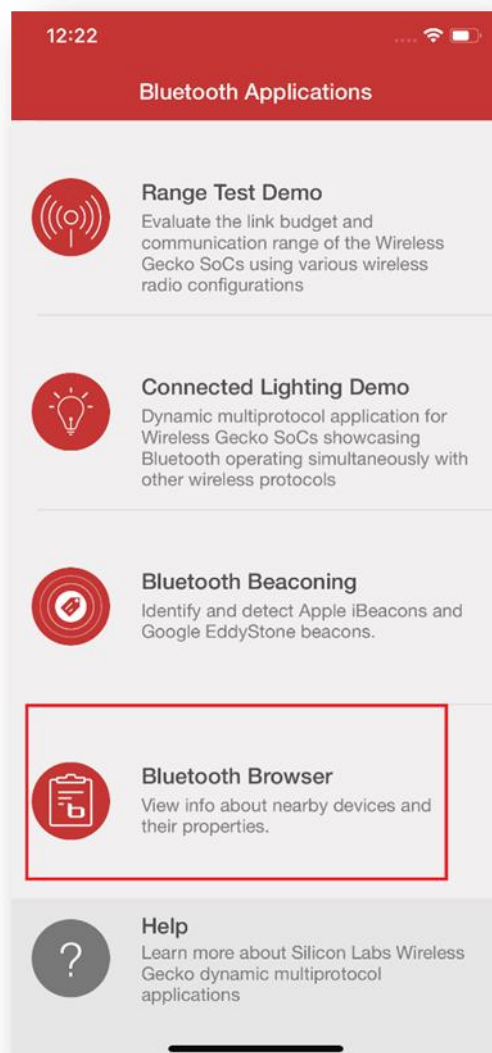 12:22
Bluetooth Applications
Range Test Demo
Evaluate the link budget and
communication range of the Wireless
Gecko SoCs using various wireless
radio configurations
Connected Lighting Demo
Dynamic multiprotocol application for
Wireless Gecko SoCs showcasing
Bluetooth operating simultaneously with
other wireless protocols
Bluetooth Beaconing
Identify and detect Apple iBeacons and
Google EddyStone beacons.
Bluetooth Browser
View info about nearby devices and
their properties.
?
Help
Learn more about Silicon Labs Wireless
Gecko dynamic multiprotocol
applications